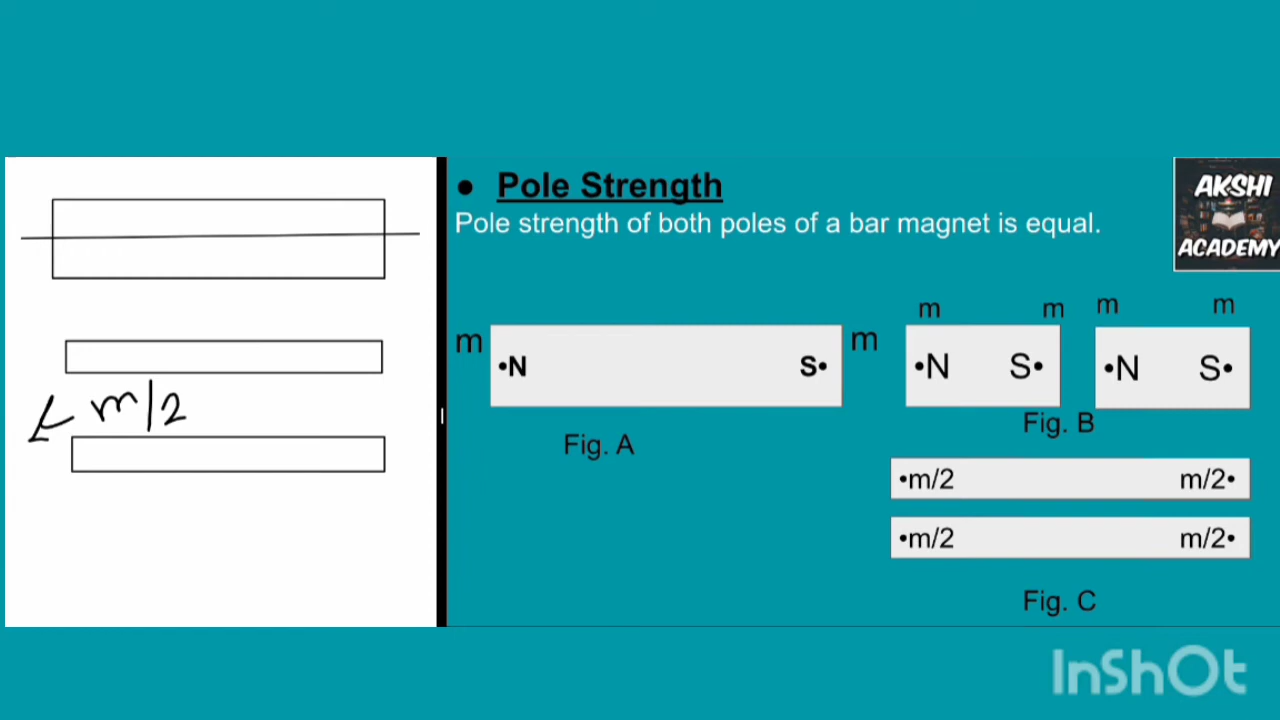 m/2
● Pole Strength
Pole strength of both poles of a bar magnet is equal.
AKSHI
ACADEMY
m m
•N S•
Fig. A
m m m m
•N S• •N S•
Fig. B
•m/2 m/2•
•m/2 m/2•
Fig. C
InShOt